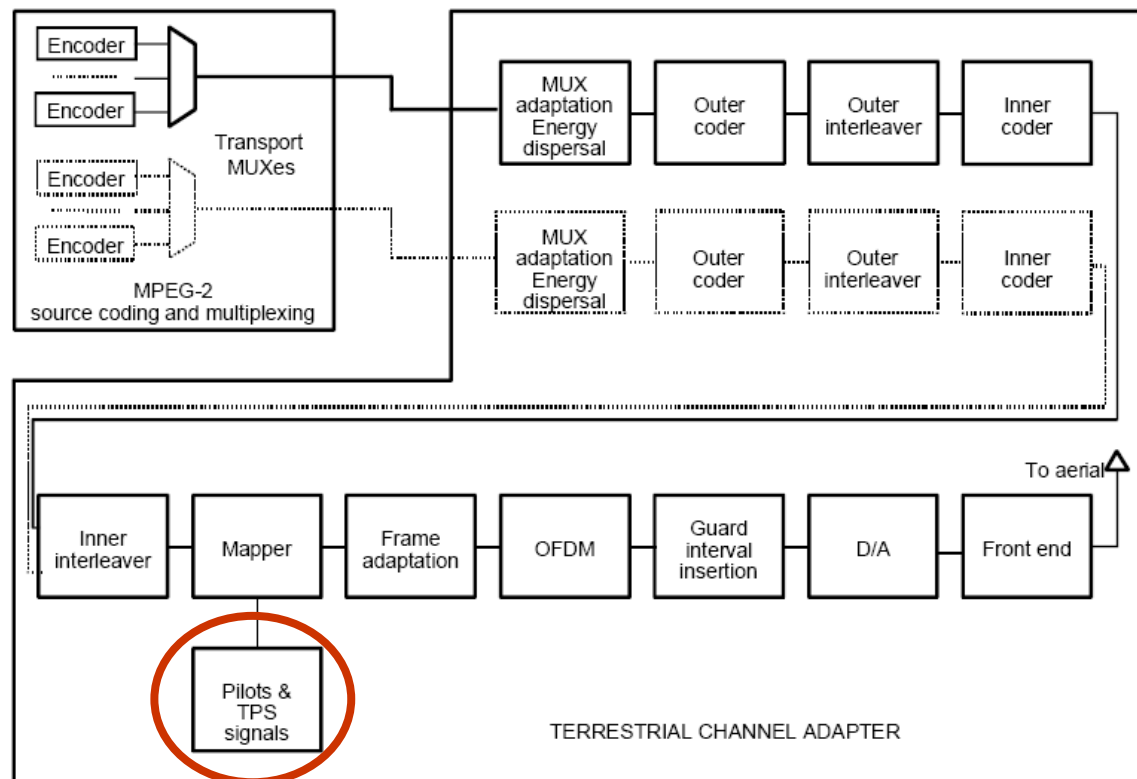 Encoder
Encoder
Transport
MUXes
Encoder
Encoder
MPEG-2
source coding and multiplexing
MUX
adaptation
Energy
dispersal
Outer
coder
Outer
interleaver
Inner
coder
MUX
adaptation
Energy
dispersal
Outer
coder
Outer
interleaver
Inner
coder
To aerial
Inner
interleaver
Mapper
Frame
adaptation
OFDM
Guard
interval
insertion
D/A
Front end
Pilots &
TPS
signals
TERRESTRIAL CHANNEL ADAPTER